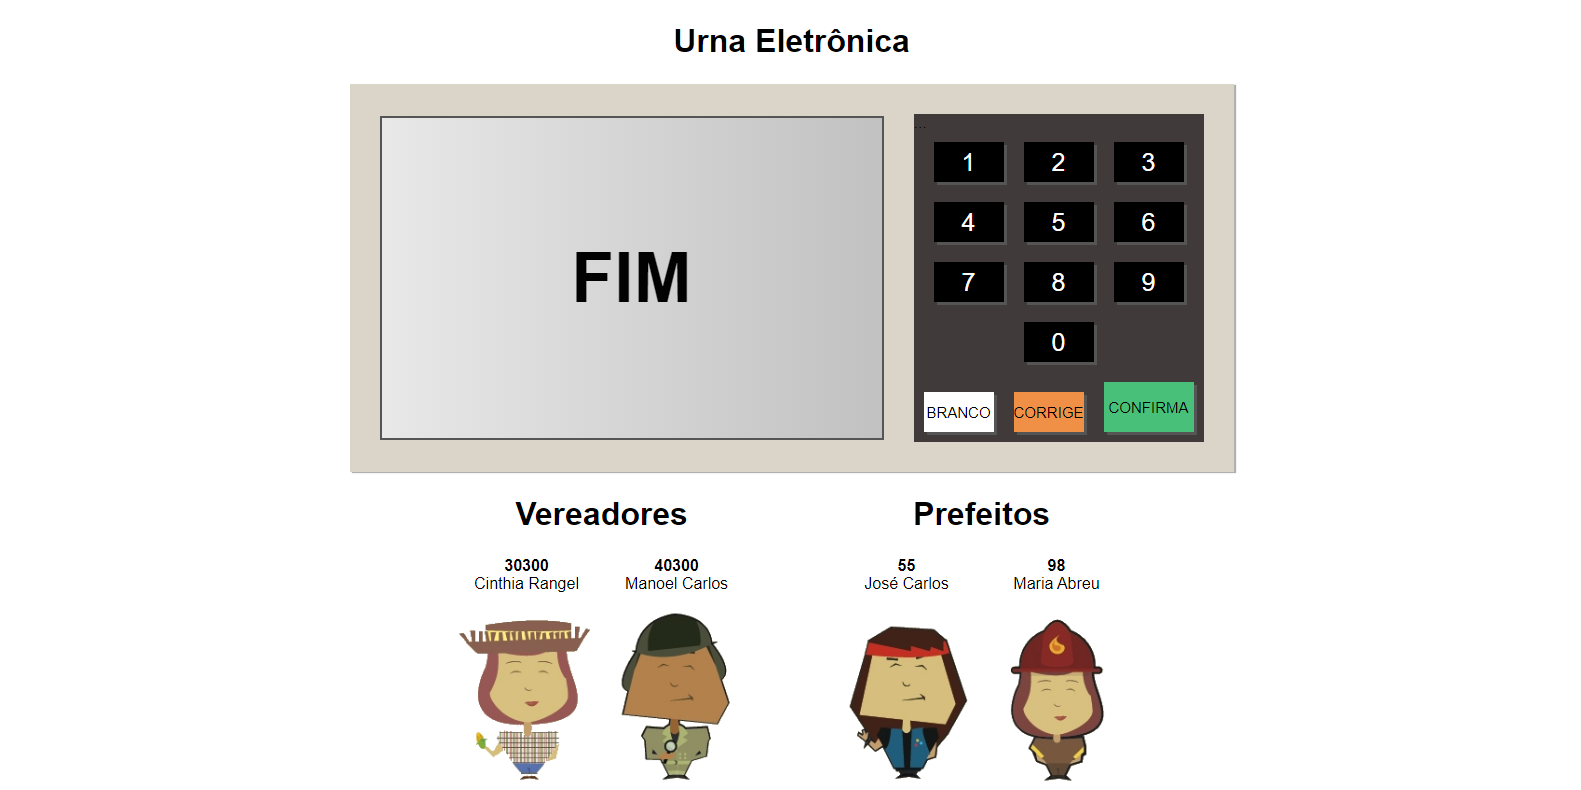 Urna Eletrônica
FIM
...
1 2 3
4 5 6
7 8 9
0
BRANCO CORRIGE CONFIRMA
Vereadores
30300
Cinthia Rangel
40300
Manoel Carlos
Prefeitos
55
José Carlos
98
Maria Abreu